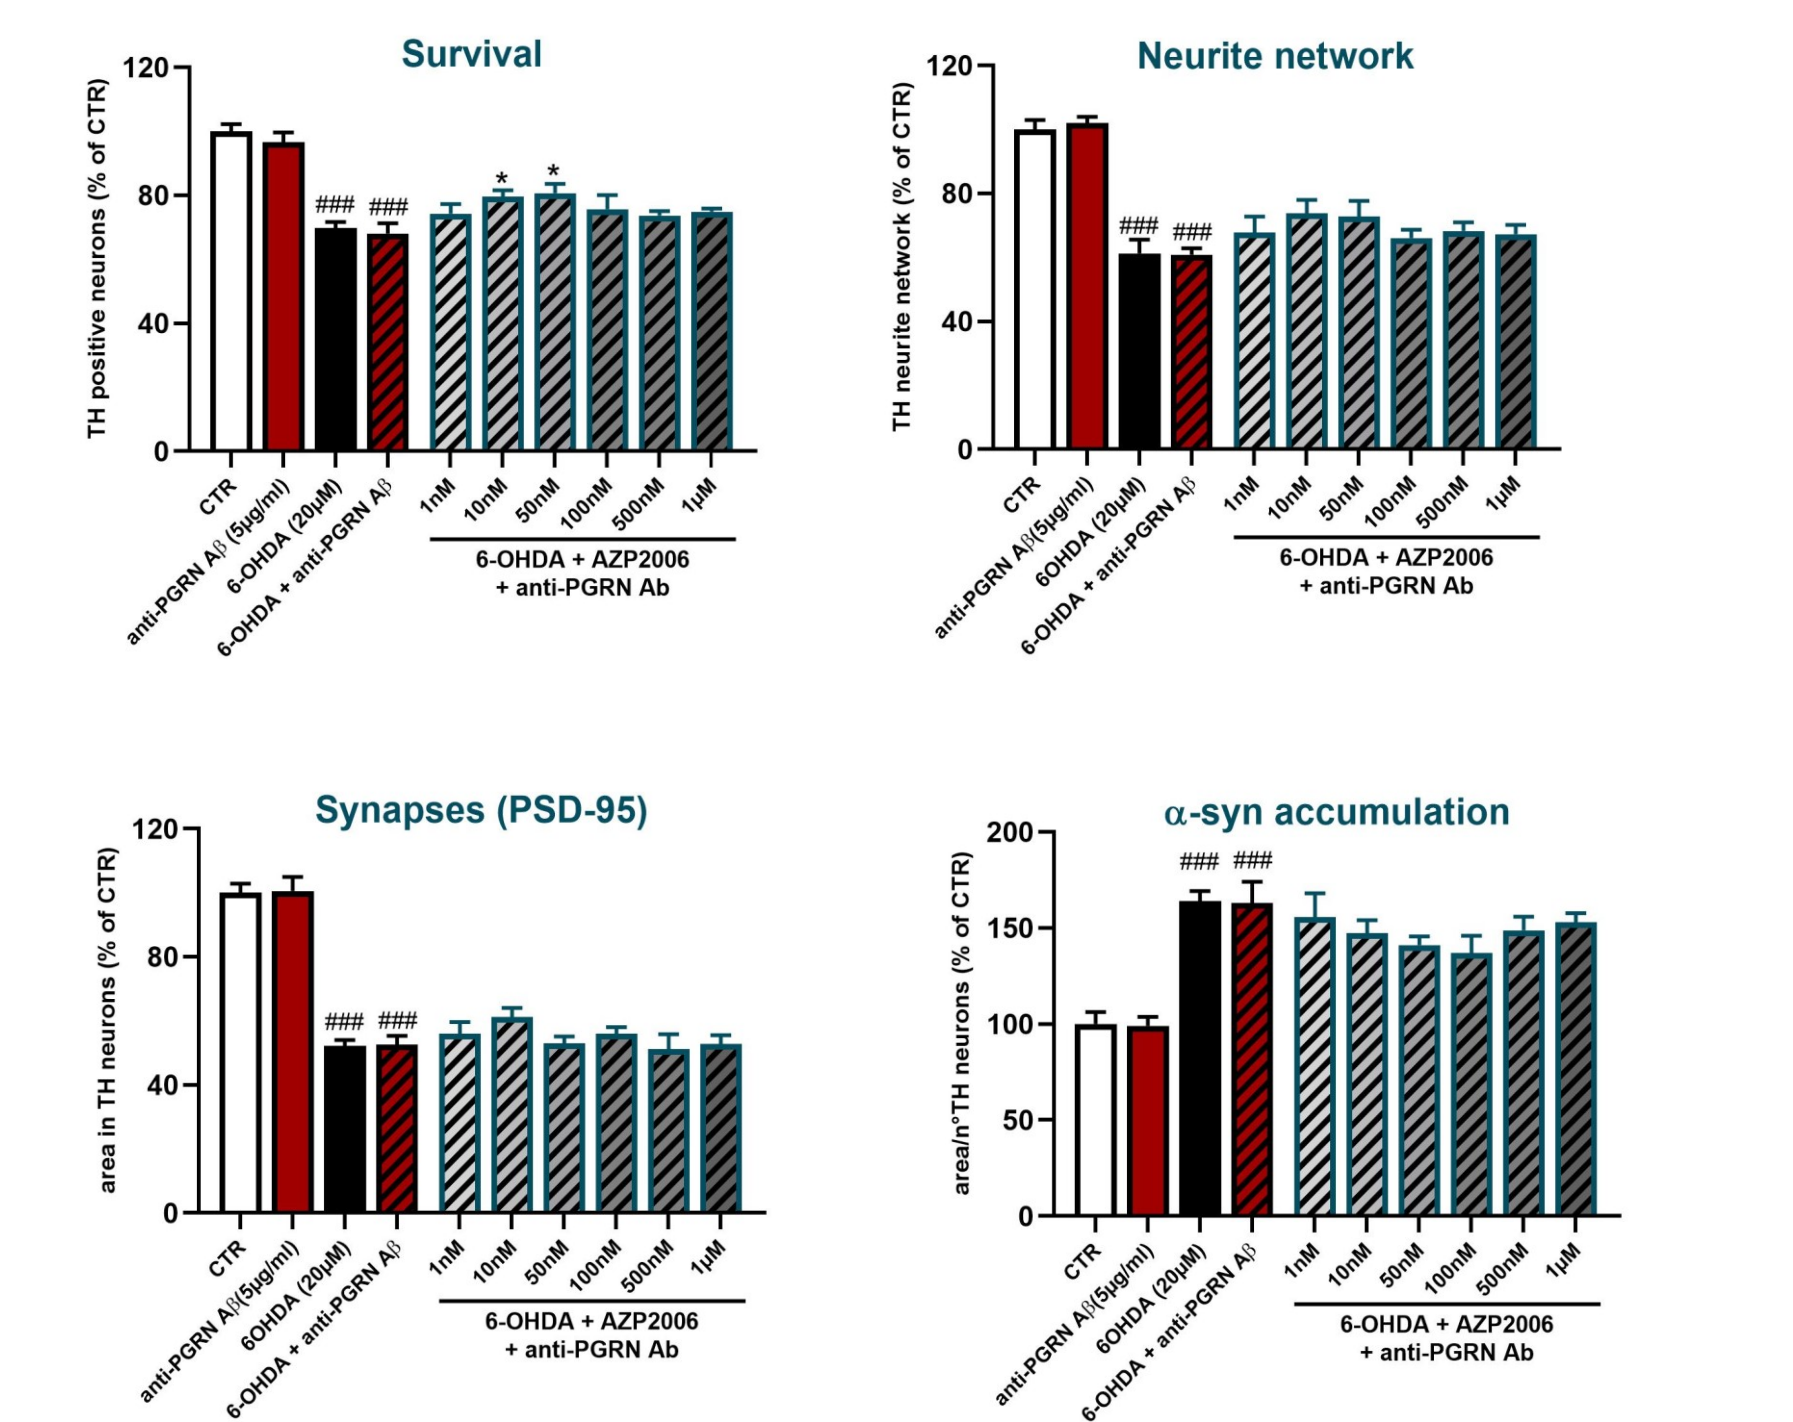 Survival
TH positive neurons (% of CTR)
120
80
40
0
###
###
*
*
CTR
anti-PGRN Aβ (5µg/ml)
6-OHDA (20µM)
6-OHDA + anti-PGRN Aβ
1nM
10nM
50nM
100nM
500nM
1µM
6-OHDA + AZP2006
+ anti-PGRN Ab
Neurite network
TH neurite network (% of CTR)
120
80
40
0
###
###
CTR
anti-PGRN Aβ(5µg/ml)
6OHDA (20µM)
6-OHDA + anti-PGRN Aβ
1nM
10nM
50nM
100nM
500nM
1µM
6-OHDA + AZP2006
+ anti-PGRN Ab
Synapses (PSD-95)
area in TH neurons (% of CTR)
120
80
40
0
###
###
CTR
anti-PGRN Aβ(5µg/ml)
6OHDA (20µM)
6-OHDA + anti-PGRN Aβ
1nM
10nM
50nM
100nM
500nM
1µM
6-OHDA + AZP2006
+ anti-PGRN Ab
α-syn accumulation
area/n°TH neurons (% of CTR)
200
150
100
50
0
###
###
CTR
anti-PGRN Aβ(5µg/ml)
6OHDA (20µM)
6-OHDA + anti-PGRN Aβ
1nM
10nM
50nM
100nM
500nM
1µM
6-OHDA + AZP2006
+ anti-PGRN Ab